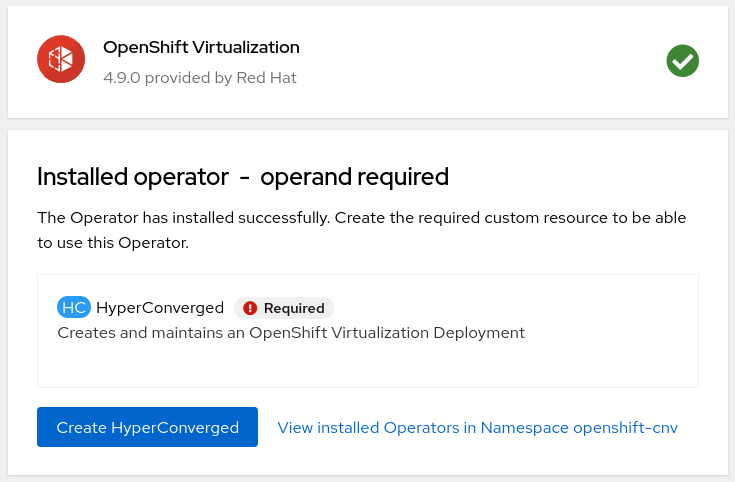 OpenShift Virtualization
4.9.0 provided by Red Hat
Installed operator - operand required
The Operator has installed successfully. Create the required custom resource to be able
to use this Operator.
HC HyperConverged Required
Creates and maintains an OpenShift Virtualization Deployment
Create HyperConverged View installed Operators in Namespace openshift-cnv